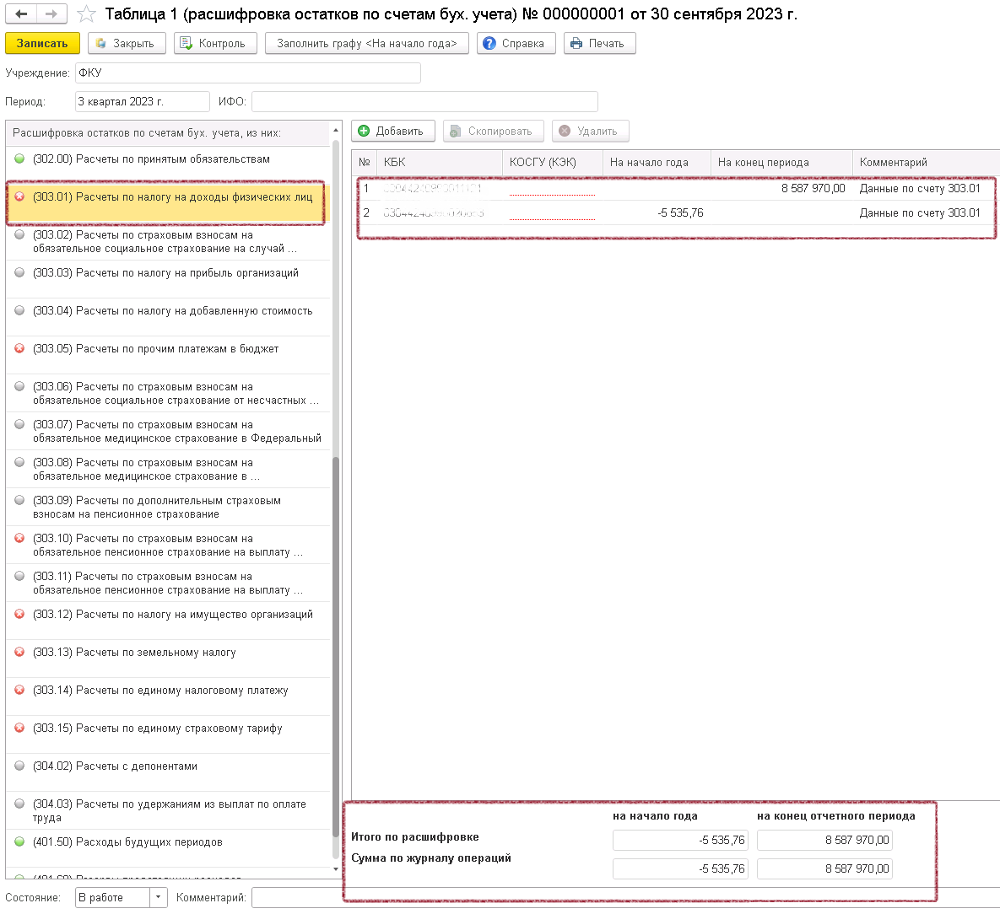 Таблица 1 (расшифровка остатков по счетам бух. учета) № 000000001 от 30 сентября 2023 г.
Записать Закрыть Контроль Заполнить графу <На начало года> Справка Печать
Учреждение: ФКУ
Период: 3 квартал 2023 г. ИФО:
Расшифровка остатков по счетам бух. учета, из них:
(302.00) Расчеты по принятым обязательствам
(303.01) Расчеты по налогу на доходы физических лиц
(303.02) Расчеты по страховым взносам на
обязательное социальное страхование на случай ...
(303.03) Расчеты по налогу на прибыль организаций
(303.04) Расчеты по налогу на добавленную стоимость
(303.05) Расчеты по прочим платежам в бюджет
(303.06) Расчеты по страховым взносам на
обязательное социальное страхование от несчастных ...
(303.07) Расчеты по страховым взносам на
обязательное медицинское страхование в Федеральный
(303.08) Расчеты по страховым взносам на
обязательное медицинское страхование в ...
(303.09) Расчеты по дополнительным страховым
взносам на пенсионное страхование
(303.10) Расчеты по страховым взносам на
обязательное пенсионное страхование на выплату ...
(303.11) Расчеты по страховым взносам на
обязательное пенсионное страхование на выплату ...
(303.12) Расчеты по налогу на имущество организаций
(303.13) Расчеты по земельному налогу
(303.14) Расчеты по единому налоговому платежу
(303.15) Расчеты по единому страховому тарифу
(304.02) Расчеты с депонентами
(304.03) Расчеты по удержаниям из выплат по оплате
труда
(401.50) Расходы будущих периодов
Добавить Скопировать Удалить
№ КБК КОСГУ (КЭК) На начало года На конец периода Комментарий
1 8 587 970,00 Данные по счету 303.01
2 -5 535,76 Данные по счету 303.01
на начало года на конец отчетного периода
Итого по расшифровке -5 535,76 8 587 970,00
Сумма по журналу операций -5 535,76 8 587 970,00
Состояние: В работе Комментарий: